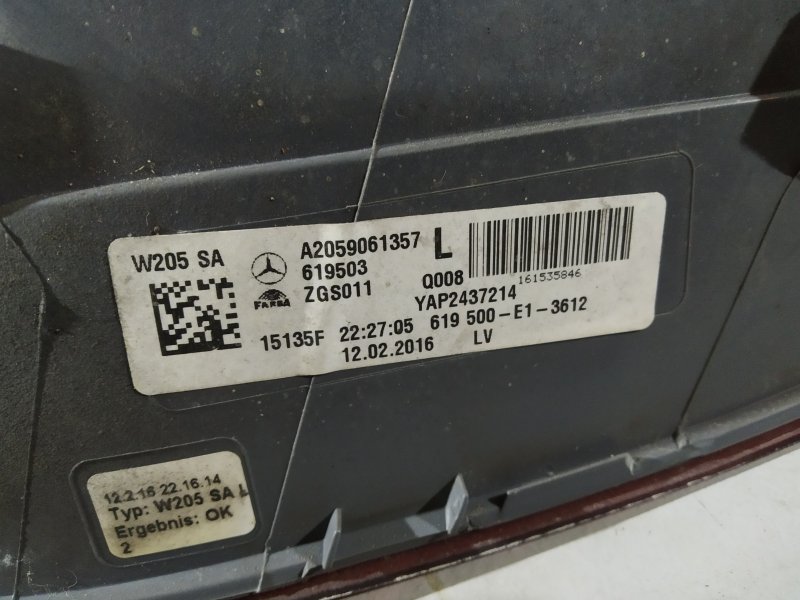 W205 SA A2059061357 L
619503 Q008 161535846
FARBA ZGS011 YAP2437214
15135F 22:27:05 619 500-E1-3612
12.02.2016 LV
12.2.16 22.16.14
Typ: W205 SA L
Ergebnis: OK
2